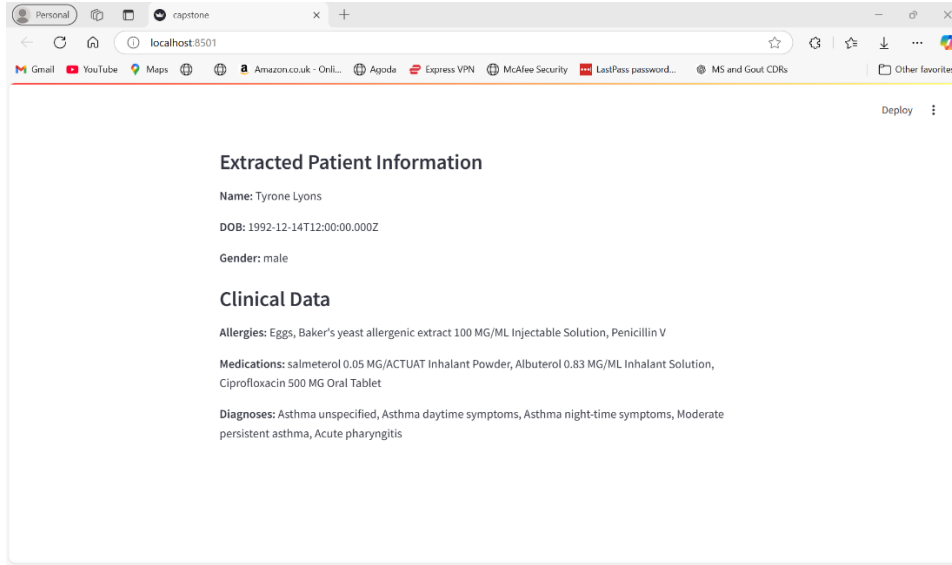 Personal
capstone
localhost:8501
Gmail YouTube Maps Amazon.co.uk - Onli... Agoda Express VPN McAfee Security LastPass password... MS and Gout CDRs Other favorites
Deploy
Extracted Patient Information
Name: Tyrone Lyons
DOB: 1992-12-14T12:00:00.000Z
Gender: male
Clinical Data
Allergies: Eggs, Baker's yeast allergenic extract 100 MG/ML Injectable Solution, Penicillin V
Medications: salmeterol 0.05 MG/ACTUAT Inhalant Powder, Albuterol 0.83 MG/ML Inhalant Solution,
Ciprofloxacin 500 MG Oral Tablet
Diagnoses: Asthma unspecified, Asthma daytime symptoms, Asthma night-time symptoms, Moderate
persistent asthma, Acute pharyngitis